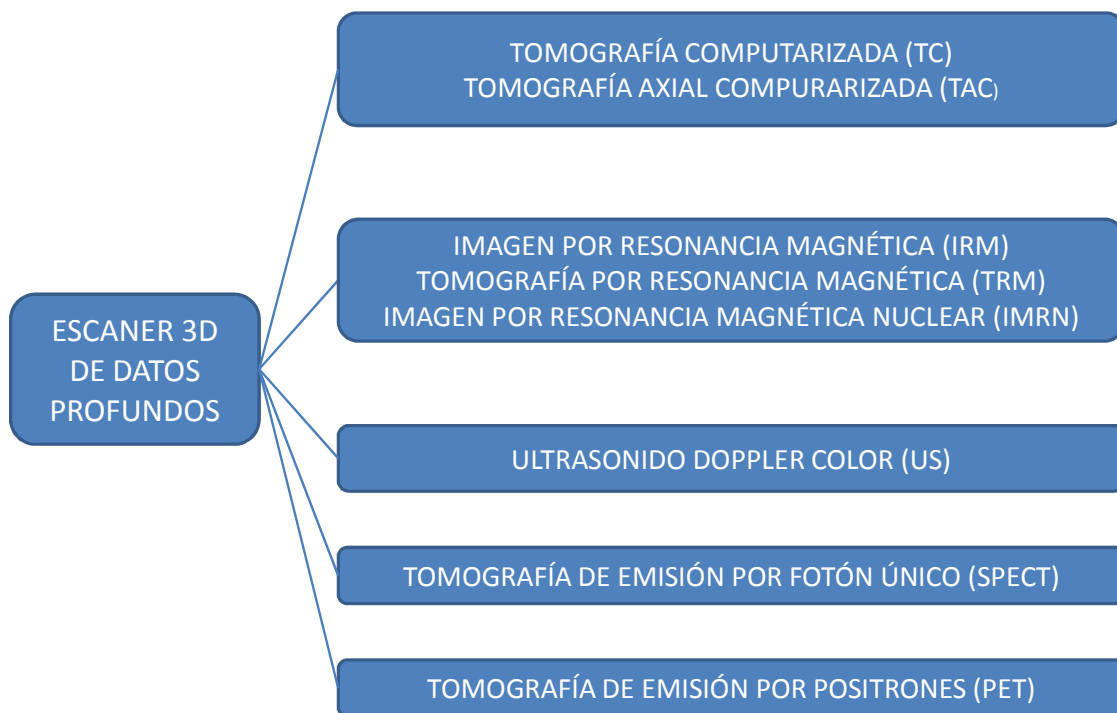 ESCANER 3D
DE DATOS
PROFUNDOS
TOMOGRAFÍA COMPUTARIZADA (TC)
TOMOGRAFÍA AXIAL COMPURARIZADA (TAC)
IMAGEN POR RESONANCIA MAGNÉTICA (IRM)
TOMOGRAFÍA POR RESONANCIA MAGNÉTICA (TRM)
IMAGEN POR RESONANCIA MAGNÉTICA NUCLEAR (IMRN)
ULTRASONIDO DOPPLER COLOR (US)
TOMOGRAFÍA DE EMISIÓN POR FOTÓN ÚNICO (SPECT)
TOMOGRAFÍA DE EMISIÓN POR POSITRONES (PET)